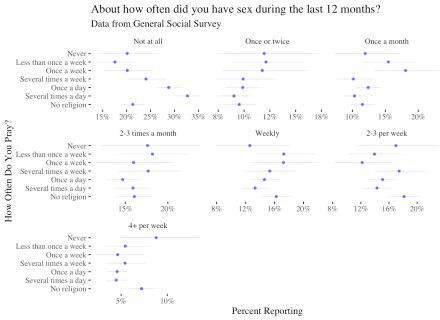 About how often did you have sex during the last 12 months?
Data from General Social Survey
Not at all
Once or twice
Once a month
Never
Less than once a week
Once a week
Several times a week
Once a day
Several times a day
No religion
15% 20% 25% 30% 35%
8% 10% 12% 15% 18%
10% 15% 20%
2-3 times a month
Weekly
2-3 per week
Never
Less than once a week
Once a week
Several times a week
Once a day
Several times a day
No religion
15% 20%
8% 12% 16% 20%
8% 12% 16% 20%
4+ per week
Never
Less than once a week
Once a week
Several times a week
Once a day
Several times a day
No religion
5% 10%
How Often Do You Pray?
Percent Reporting